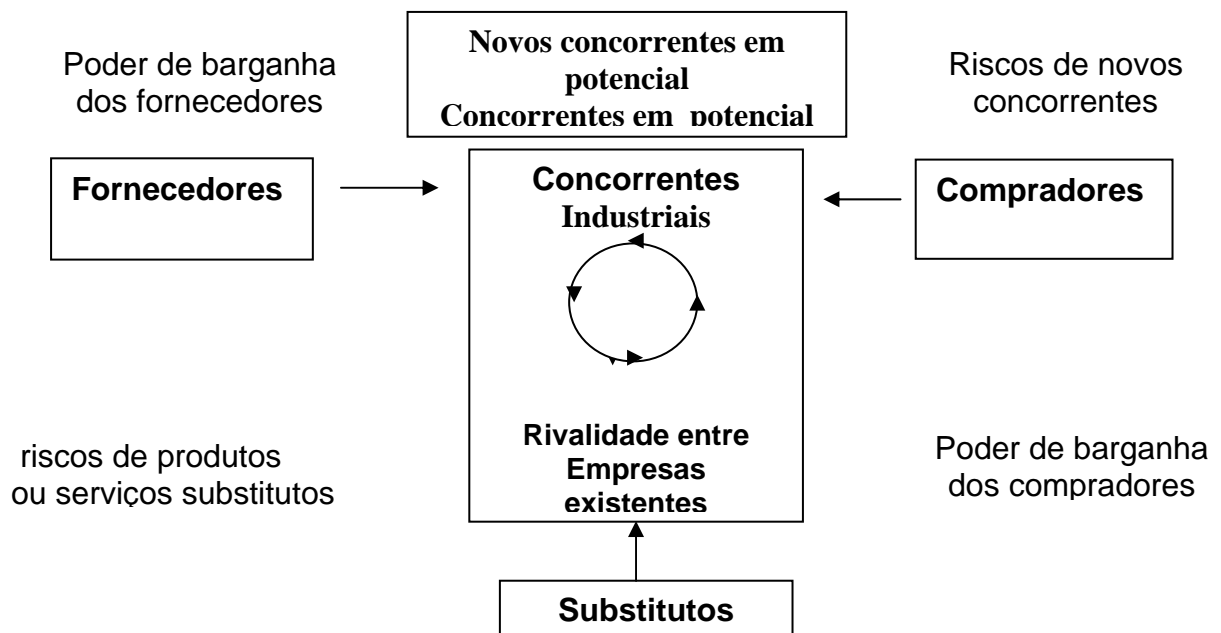 Novos concorrentes em
potencial
Concorrentes em potencial
Poder de barganha
dos fornecedores
Riscos de novos
concorrentes
Fornecedores
Concorrentes
Industriais
Compradores
Rivalidade entre
Empresas
existentes
riscos de produtos
ou serviços substitutos
Poder de barganha
dos compradores
Substitutos